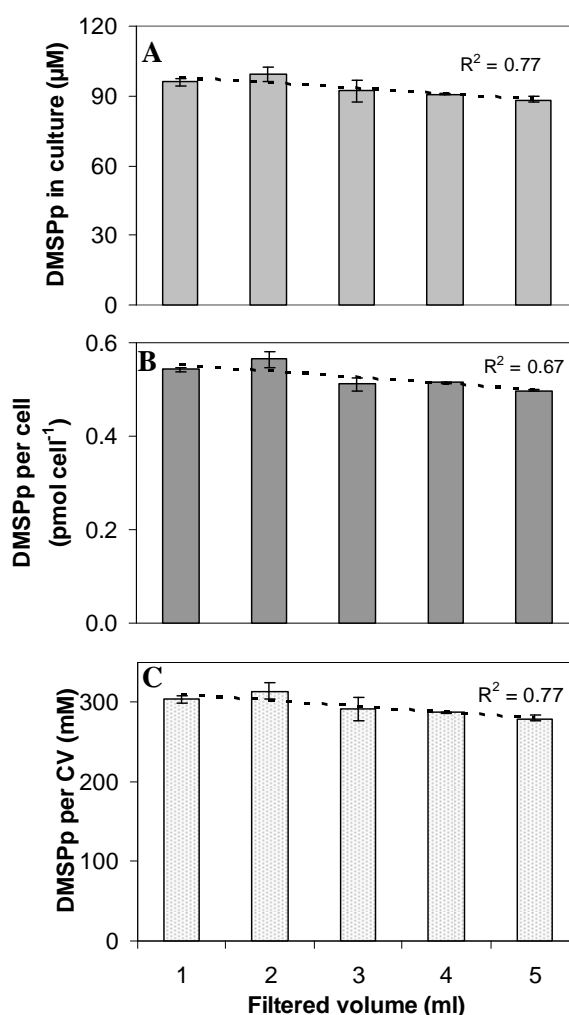 A
R² = 0.77
DMSPp in culture (µM)
120
90
60
30
0
B
R² = 0.67
DMSPp per cell
(pmol cell⁻¹)
0.6
0.4
0.2
0.0
C
R² = 0.77
DMSPp per CV (mM)
300
200
100
0
1 2 3 4 5
Filtered volume (ml)